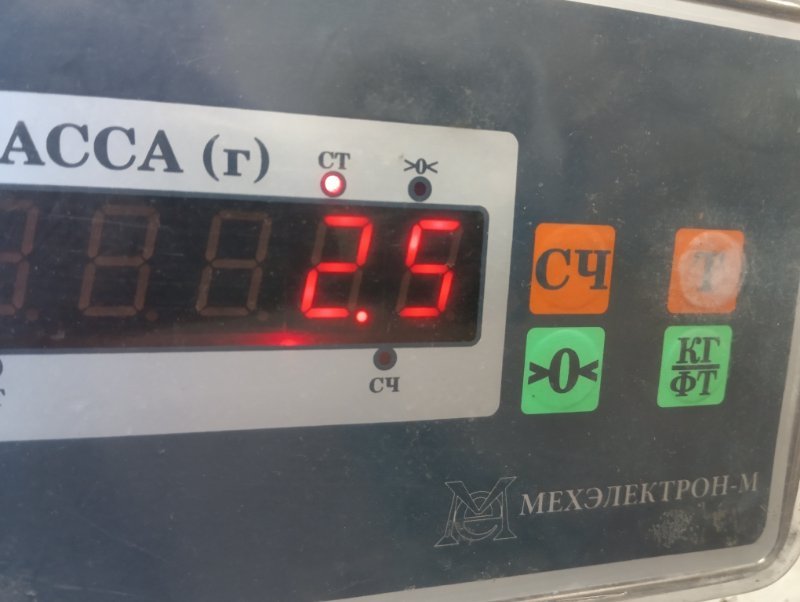 АССА (г)
СТ >0<
2.5
СЧ
СЧ Т
>0< КГ
ФТ
МЕХЭЛЕКТРОН-М